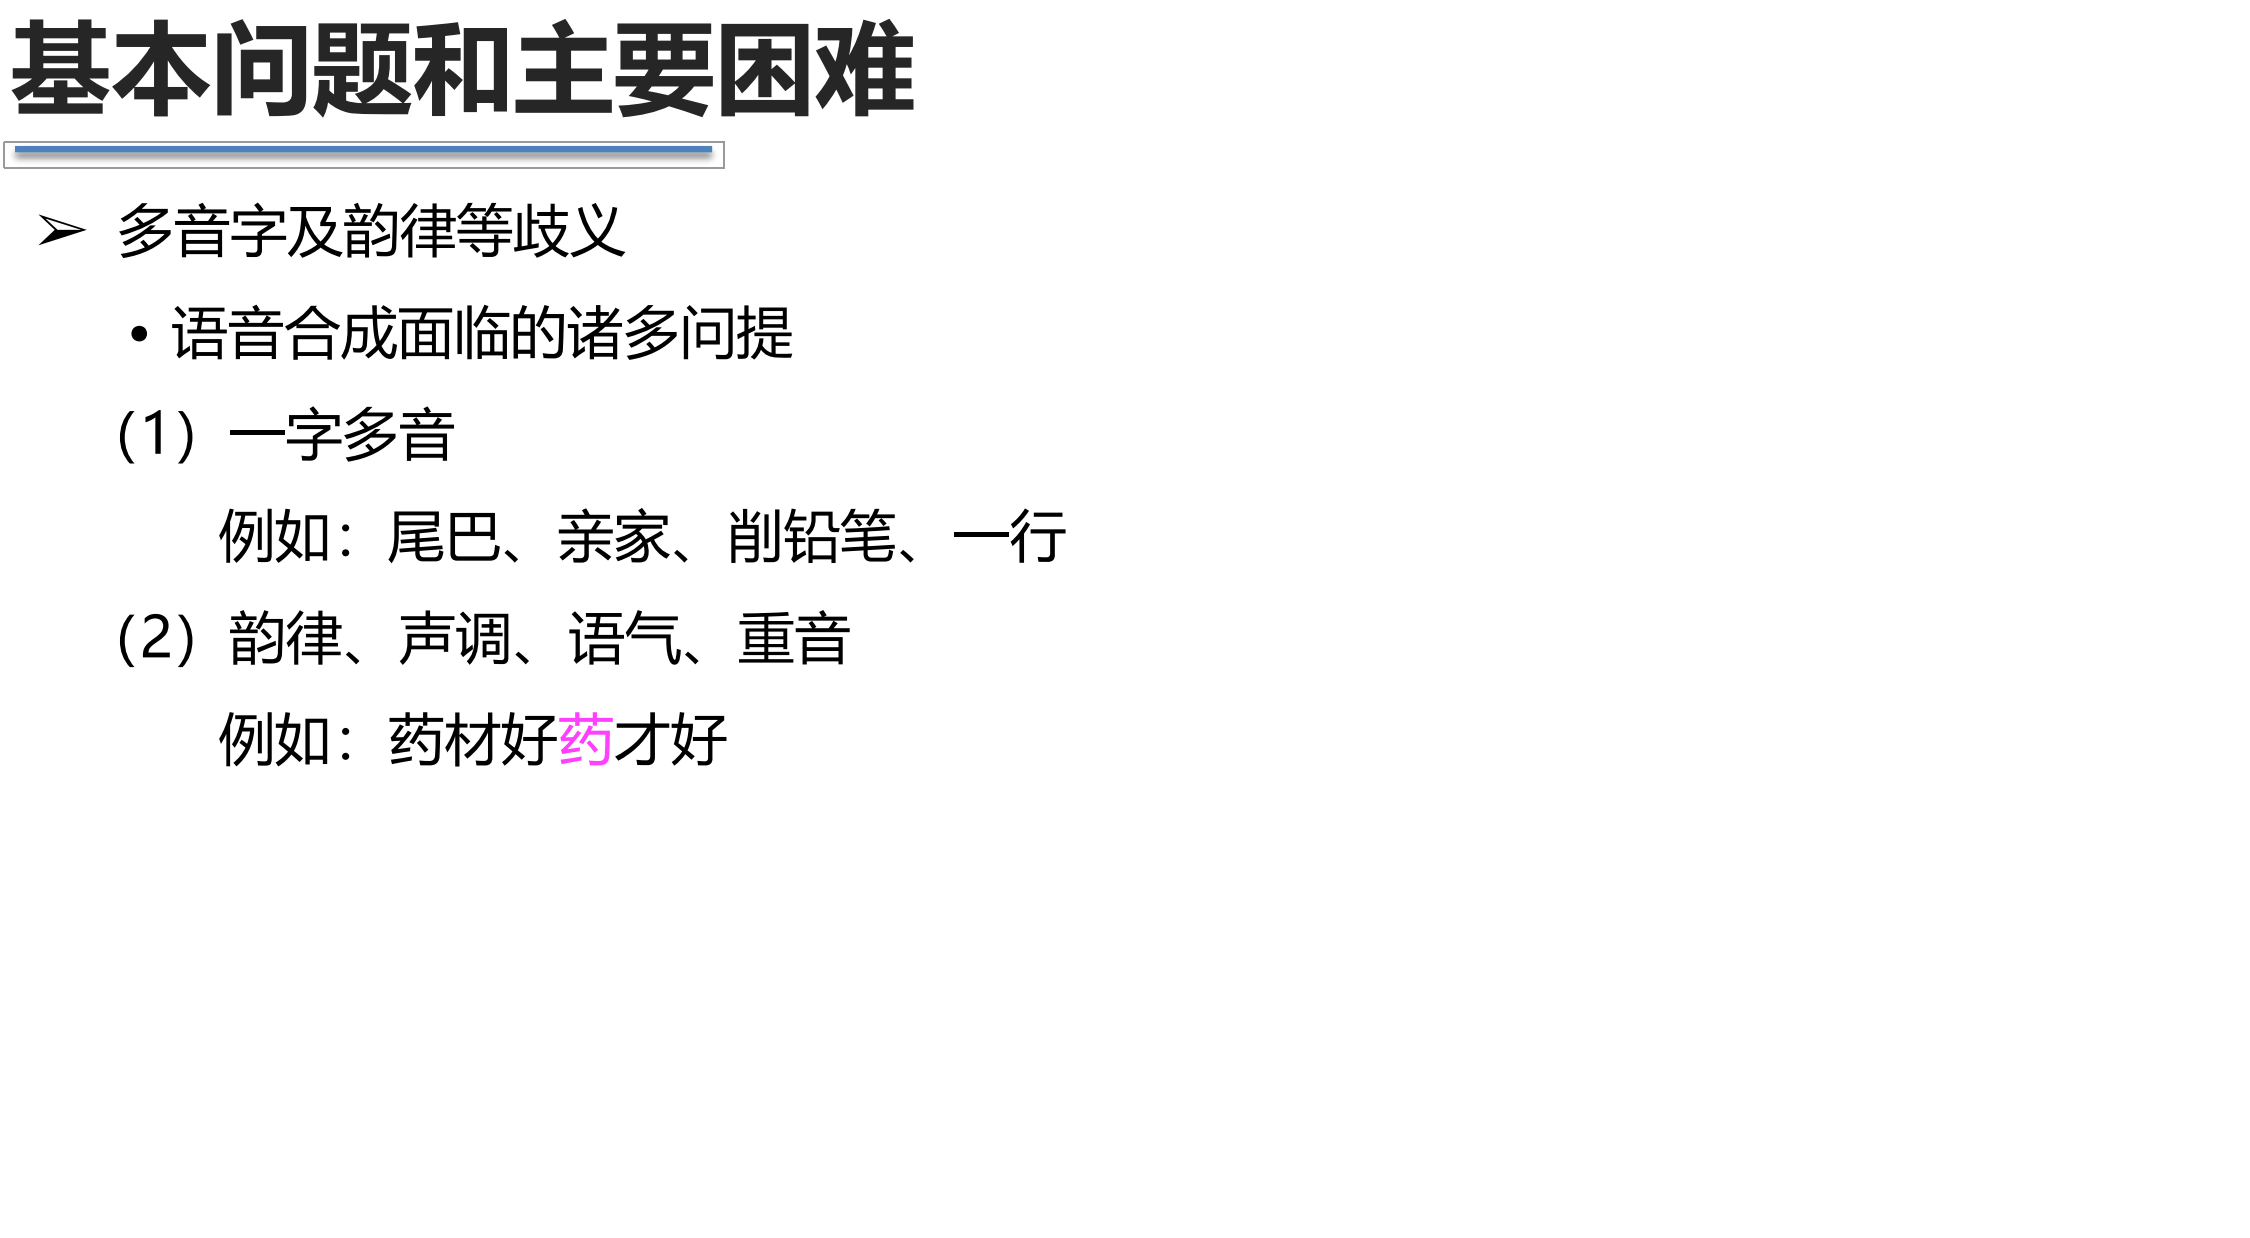 基本问题和主要困难
➢ 多音字及韵律等歧义
• 语音合成面临的诸多问提
（1）一字多音
例如：尾巴、亲家、削铅笔、一行
（2）韵律、声调、语气、重音
例如：药材好药才好